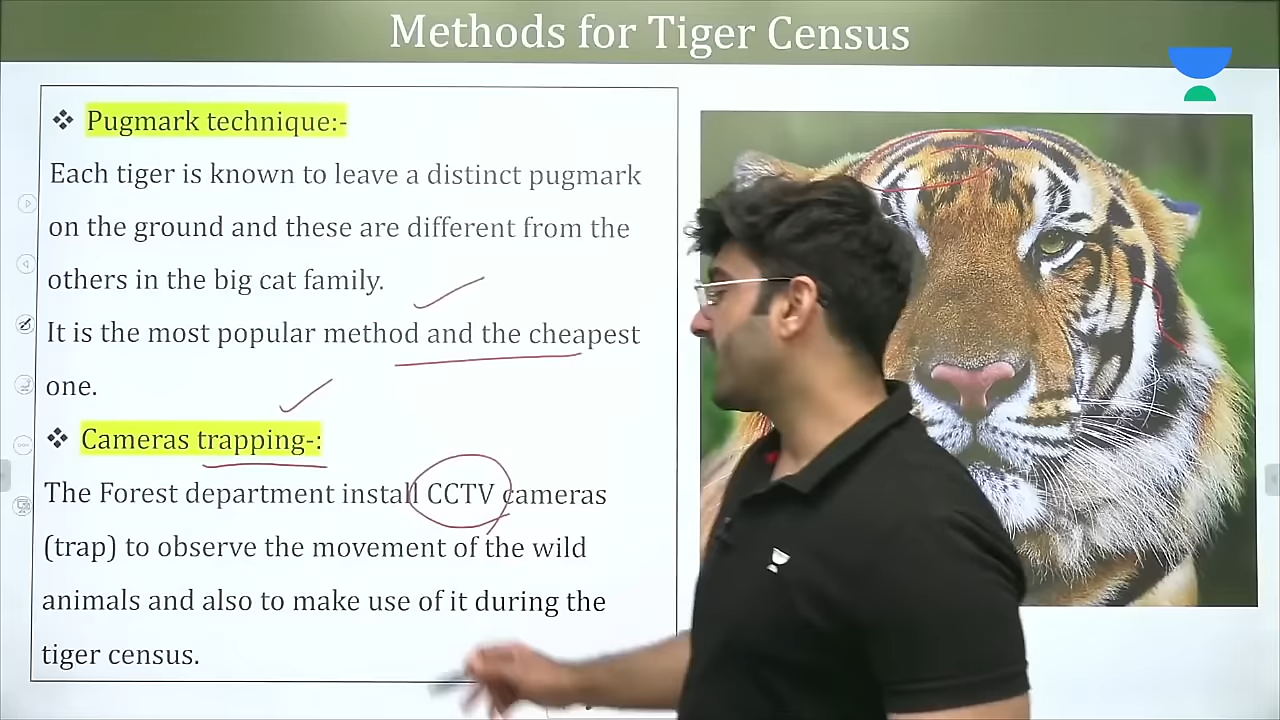 Methods for Tiger Census
❖ Pugmark technique:-
Each tiger is known to leave a distinct pugmark
on the ground and these are different from the
others in the big cat family.
It is the most popular method and the cheapest
one.
❖ Cameras trapping-:
The Forest department install CCTV cameras
(trap) to observe the movement of the wild
animals and also to make use of it during the
tiger census.